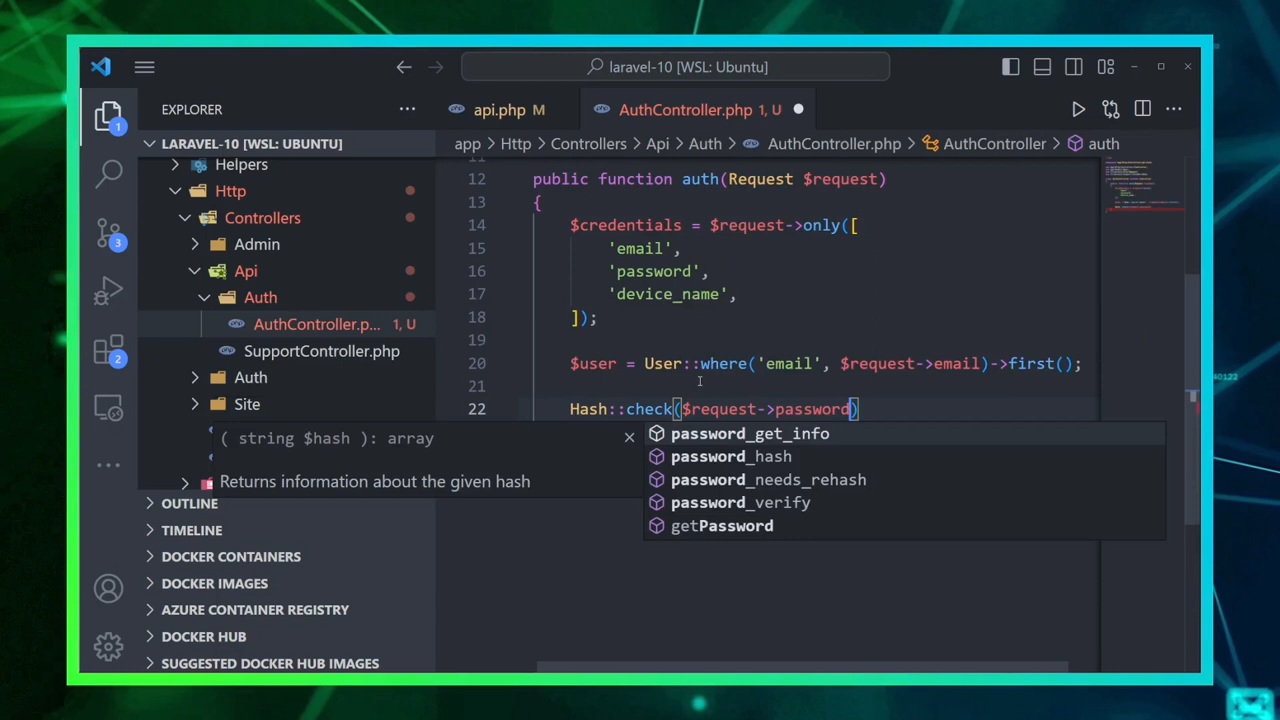 laravel-10 [WSL: Ubuntu]
EXPLORER
api.php M
AuthController.php 1, U
LARAVEL-10 [WSL: UBUNTU]
app > Http > Controllers > Api > Auth > AuthController.php > AuthController > auth
1
Helpers
Http
Controllers
Admin
Api
Auth
AuthController.p... 1, U
SupportController.php
Auth
Site
3
2
11
12 public function auth(Request $request)
13 {
14 $credentials = $request->only([
15 'email',
16 'password',
17 'device_name',
18 ]);
19
20 $user = User::where('email', $request->email)->first();
21
22 Hash::check($request->password)
( string $hash ): array
Returns information about the given hash
password_get_info
password_hash
password_needs_rehash
password_verify
getPassword
OUTLINE
TIMELINE
DOCKER CONTAINERS
DOCKER IMAGES
AZURE CONTAINER REGISTRY
DOCKER HUB
SUGGESTED DOCKER HUB IMAGES